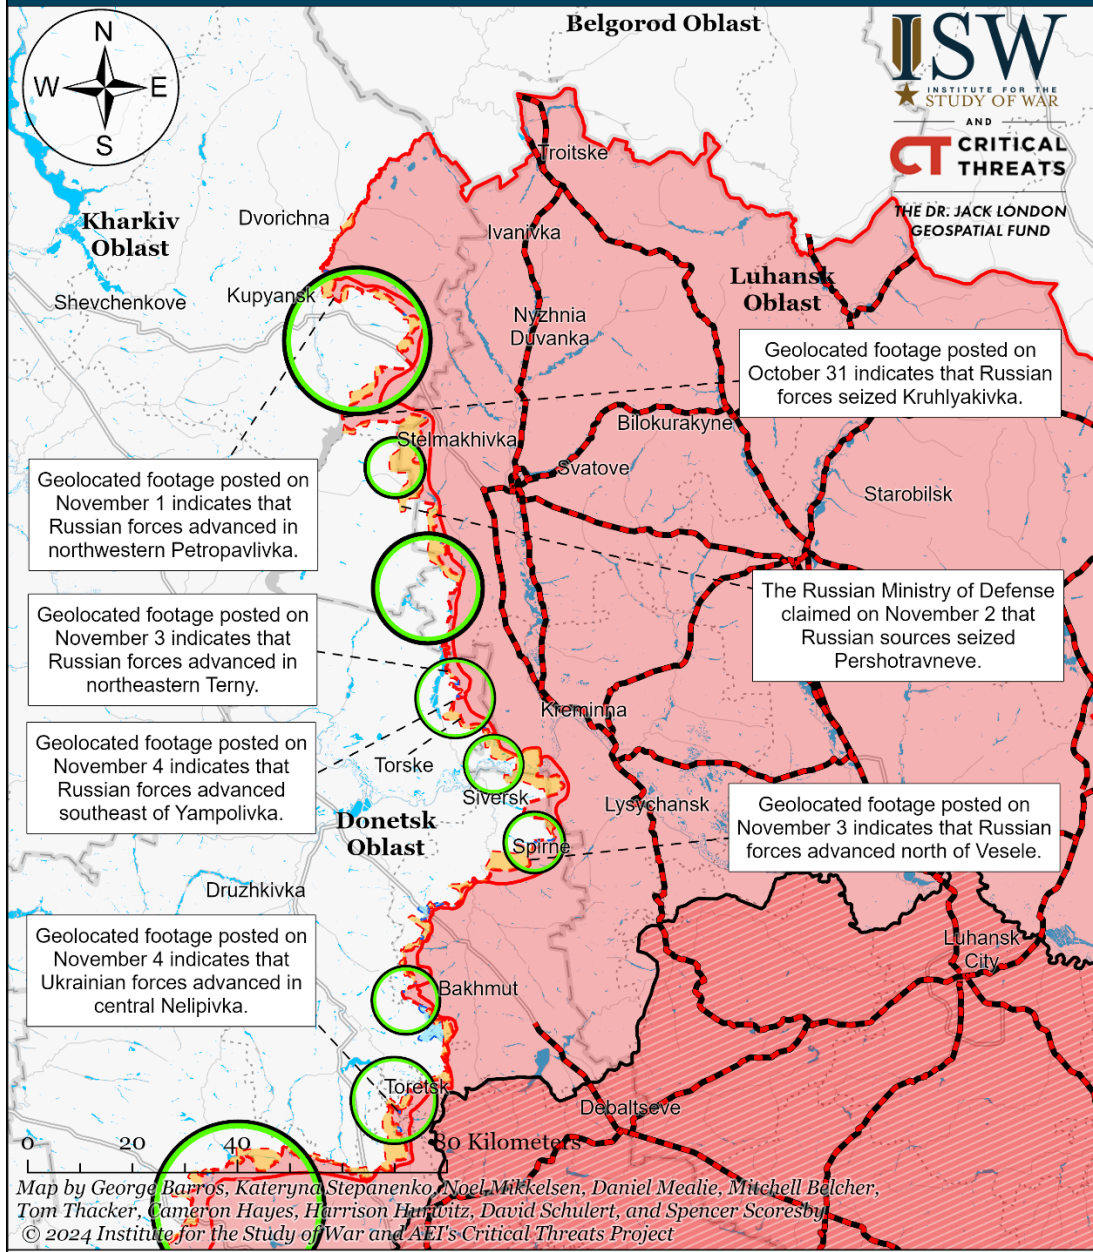 Belgorod Oblast
ISW
INSTITUTE FOR THE
STUDY OF WAR
AND
CT CRITICAL
THREATS
THE DR. JACK LONDON
GEOSPATIAL FUND
N
W
E
S
Troitske
Kharkiv
Oblast
Dvorichna
Ivanivka
Luhansk
Oblast
Shevchenkove
Kupyansk
Nyzhnia
Duvanka
Geolocated footage posted on
October 31 indicates that Russian
forces seized Kruhlyakivka.
Stelmakhivka
Bilokurakyne
Svatove
Starobilsk
Geolocated footage posted on
November 1 indicates that
Russian forces advanced in
northwestern Petropavlivka.
The Russian Ministry of Defense
claimed on November 2 that
Russian sources seized
Pershotravneve.
Geolocated footage posted on
November 3 indicates that
Russian forces advanced in
northeastern Terny.
Kreminna
Geolocated footage posted on
November 4 indicates that
Russian forces advanced
southeast of Yampolivka.
Torske
Siversk
Lysychansk
Geolocated footage posted on
November 3 indicates that Russian
forces advanced north of Vesele.
Donetsk
Oblast
Spirne
Druzhkivka
Geolocated footage posted on
November 4 indicates that
Ukrainian forces advanced in
central Nelipivka.
Luhansk
City
Bakhmut
Toretsk
Debaltseve
0 20 40 80 Kilometers
Map by George Barros, Kateryna Stepanenko, Noel Mikkelsen, Daniel Mealie, Mitchell Belcher,
Tom Thacker, Cameron Hayes, Harrison Hurwitz, David Schulert, and Spencer Scoresby
© 2024 Institute for the Study of War and AEI's Critical Threats Project